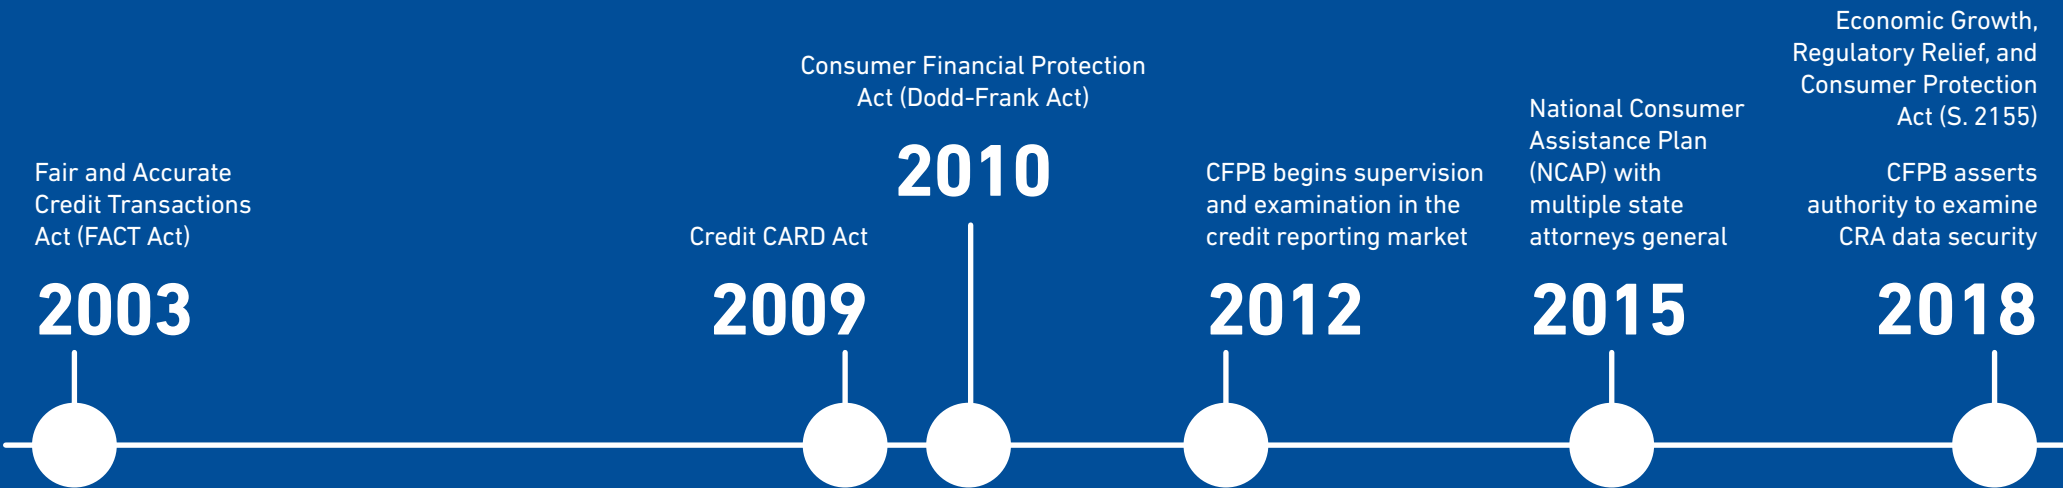 Fair and Accurate
Credit Transactions
Act (FACT Act)
2003
Credit CARD Act
2009
Consumer Financial Protection
Act (Dodd-Frank Act)
2010
CFPB begins supervision
and examination in the
credit reporting market
2012
National Consumer
Assistance Plan
(NCAP) with
multiple state
attorneys general
2015
Economic Growth,
Regulatory Relief, and
Consumer Protection
Act (S. 2155)
CFPB asserts
authority to examine
CRA data security
2018